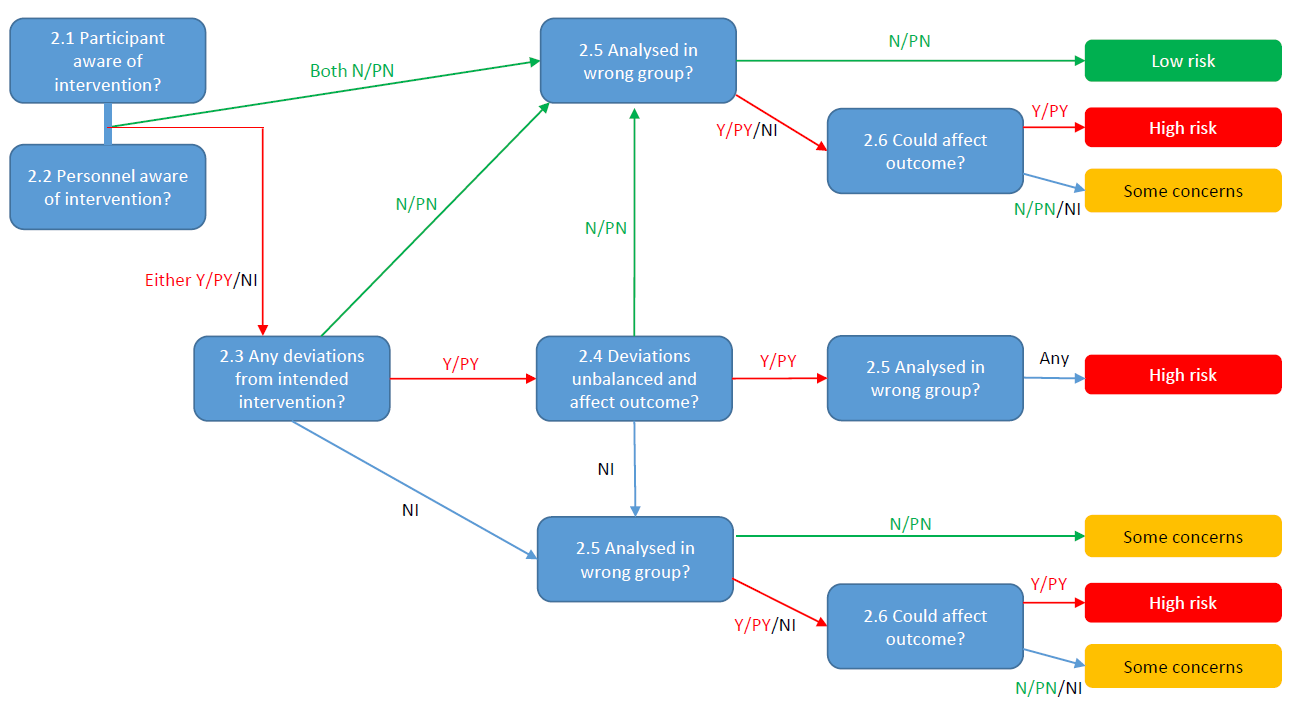 2.1 Participant
aware of
intervention?
2.2 Personnel aware
of intervention?
Both N/PN
Either Y/PY/NI
2.5 Analysed in
wrong group?
N/PN
Low risk
Y/PY/NI
2.6 Could affect
outcome?
Y/PY
High risk
N/PN/NI
Some concerns
N/PN
N/PN
2.3 Any deviations
from intended
intervention?
Y/PY
2.4 Deviations
unbalanced and
affect outcome?
Y/PY
2.5 Analysed in
wrong group?
Any
High risk
NI
NI
2.5 Analysed in
wrong group?
N/PN
Some concerns
Y/PY/NI
2.6 Could affect
outcome?
Y/PY
High risk
N/PN/NI
Some concerns